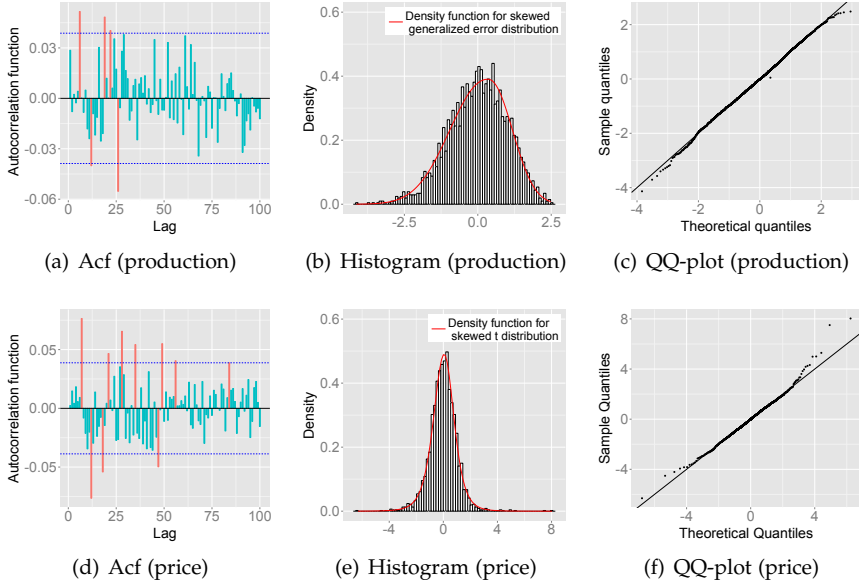 Autocorrelation function
0.03
0.00
-0.03
-0.06
0 25 50 75 100
Lag
(a) Acf (production)
Density function for skewed
generalized error distribution
Density
0.4
0.2
0.0
-2.5 0.0 2.5
(b) Histogram (production)
Sample quantiles
2
0
-2
-4
-4 -2 0 2
Theoretical quantiles
(c) QQ-plot (production)
Autocorrelation function
0.05
0.00
-0.05
0 25 50 75 100
Lag
(d) Acf (price)
Density function for
skewed t distribution
Density
0.6
0.4
0.2
0.0
-4 0 4 8
(e) Histogram (price)
Sample Quantiles
8
4
0
-4
-4 0 4
Theoretical Quantiles
(f) QQ-plot (price)